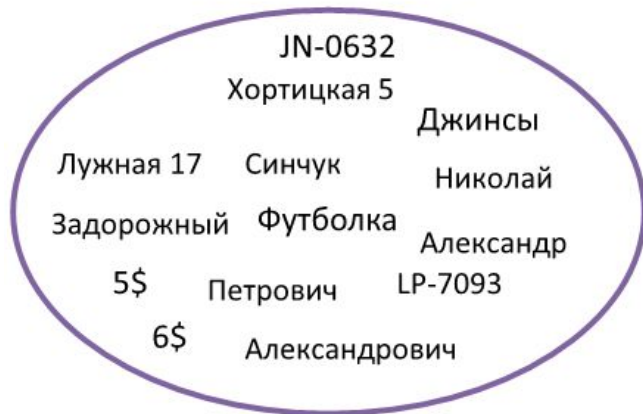 JN-0632
Хортицкая 5
Джинсы
Лужная 17
Синчук
Николай
Задорожный
Футболка
Александр
5$
Петрович
LP-7093
6$
Александрович